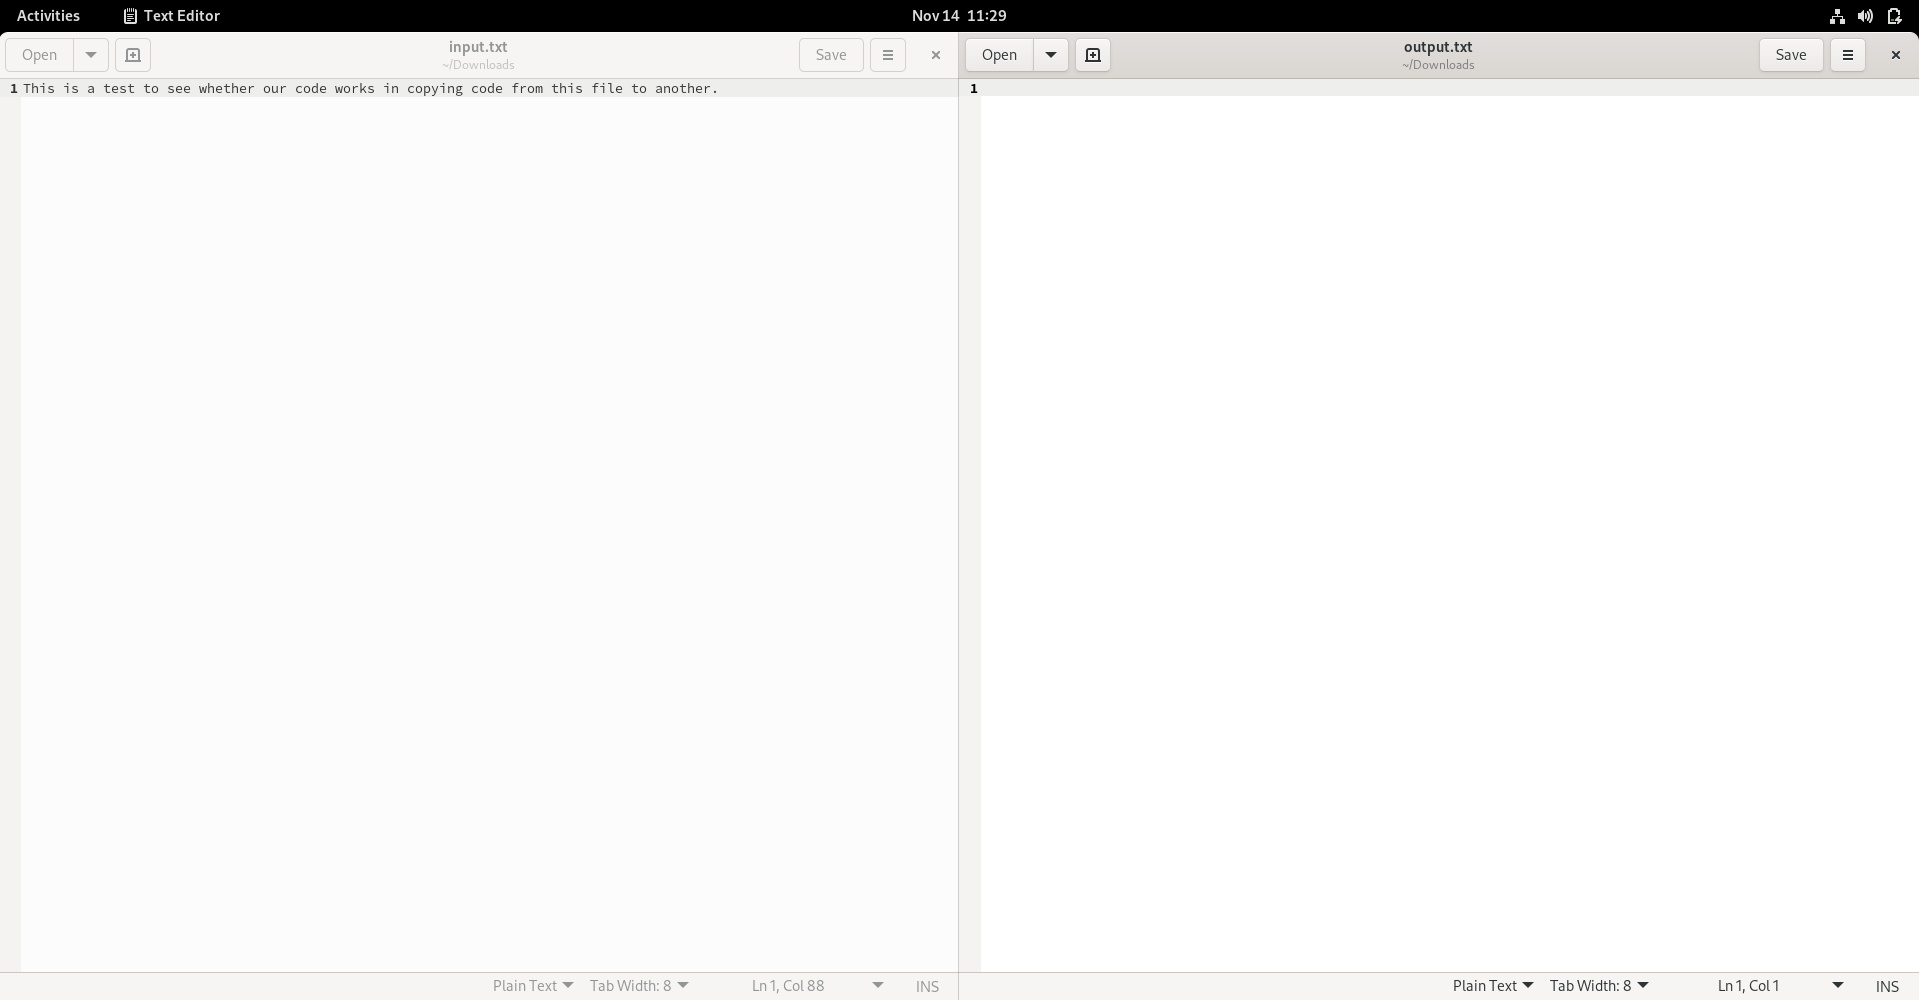 Activities Text Editor Nov 14 11:29
Open input.txt Save
~/Downloads
1 This is a test to see whether our code works in copying code from this file to another.
Plain Text Tab Width: 8 Ln 1, Col 88 INS
Open output.txt Save
~/Downloads
1
Plain Text Tab Width: 8 Ln 1, Col 1 INS